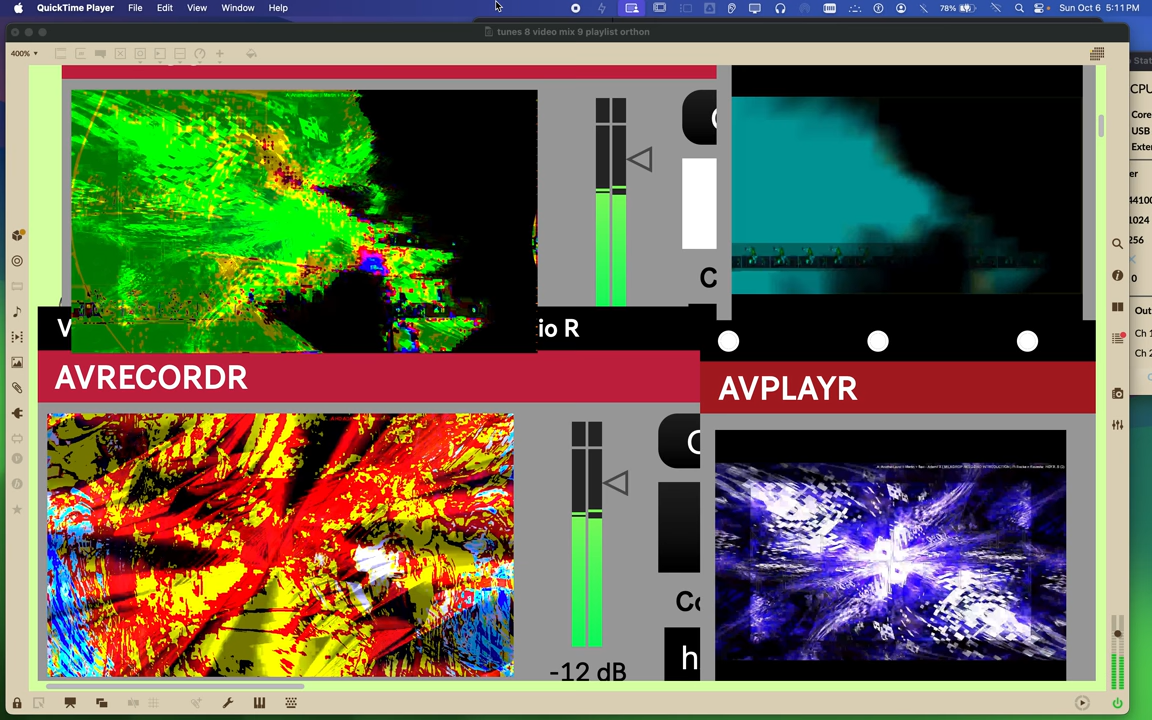 QuickTime Player File Edit View Window Help
78% Sun Oct 6 5:11 PM
tunes 8 video mix 9 playlist orthon
400%
Stat
CPU
Core
USB
Exter
er
44100
1024
256
0
Out
Ch 1
Ch 2
C
V
io R
AVRECORDR
AVPLAYR
Co
h
-12 dB